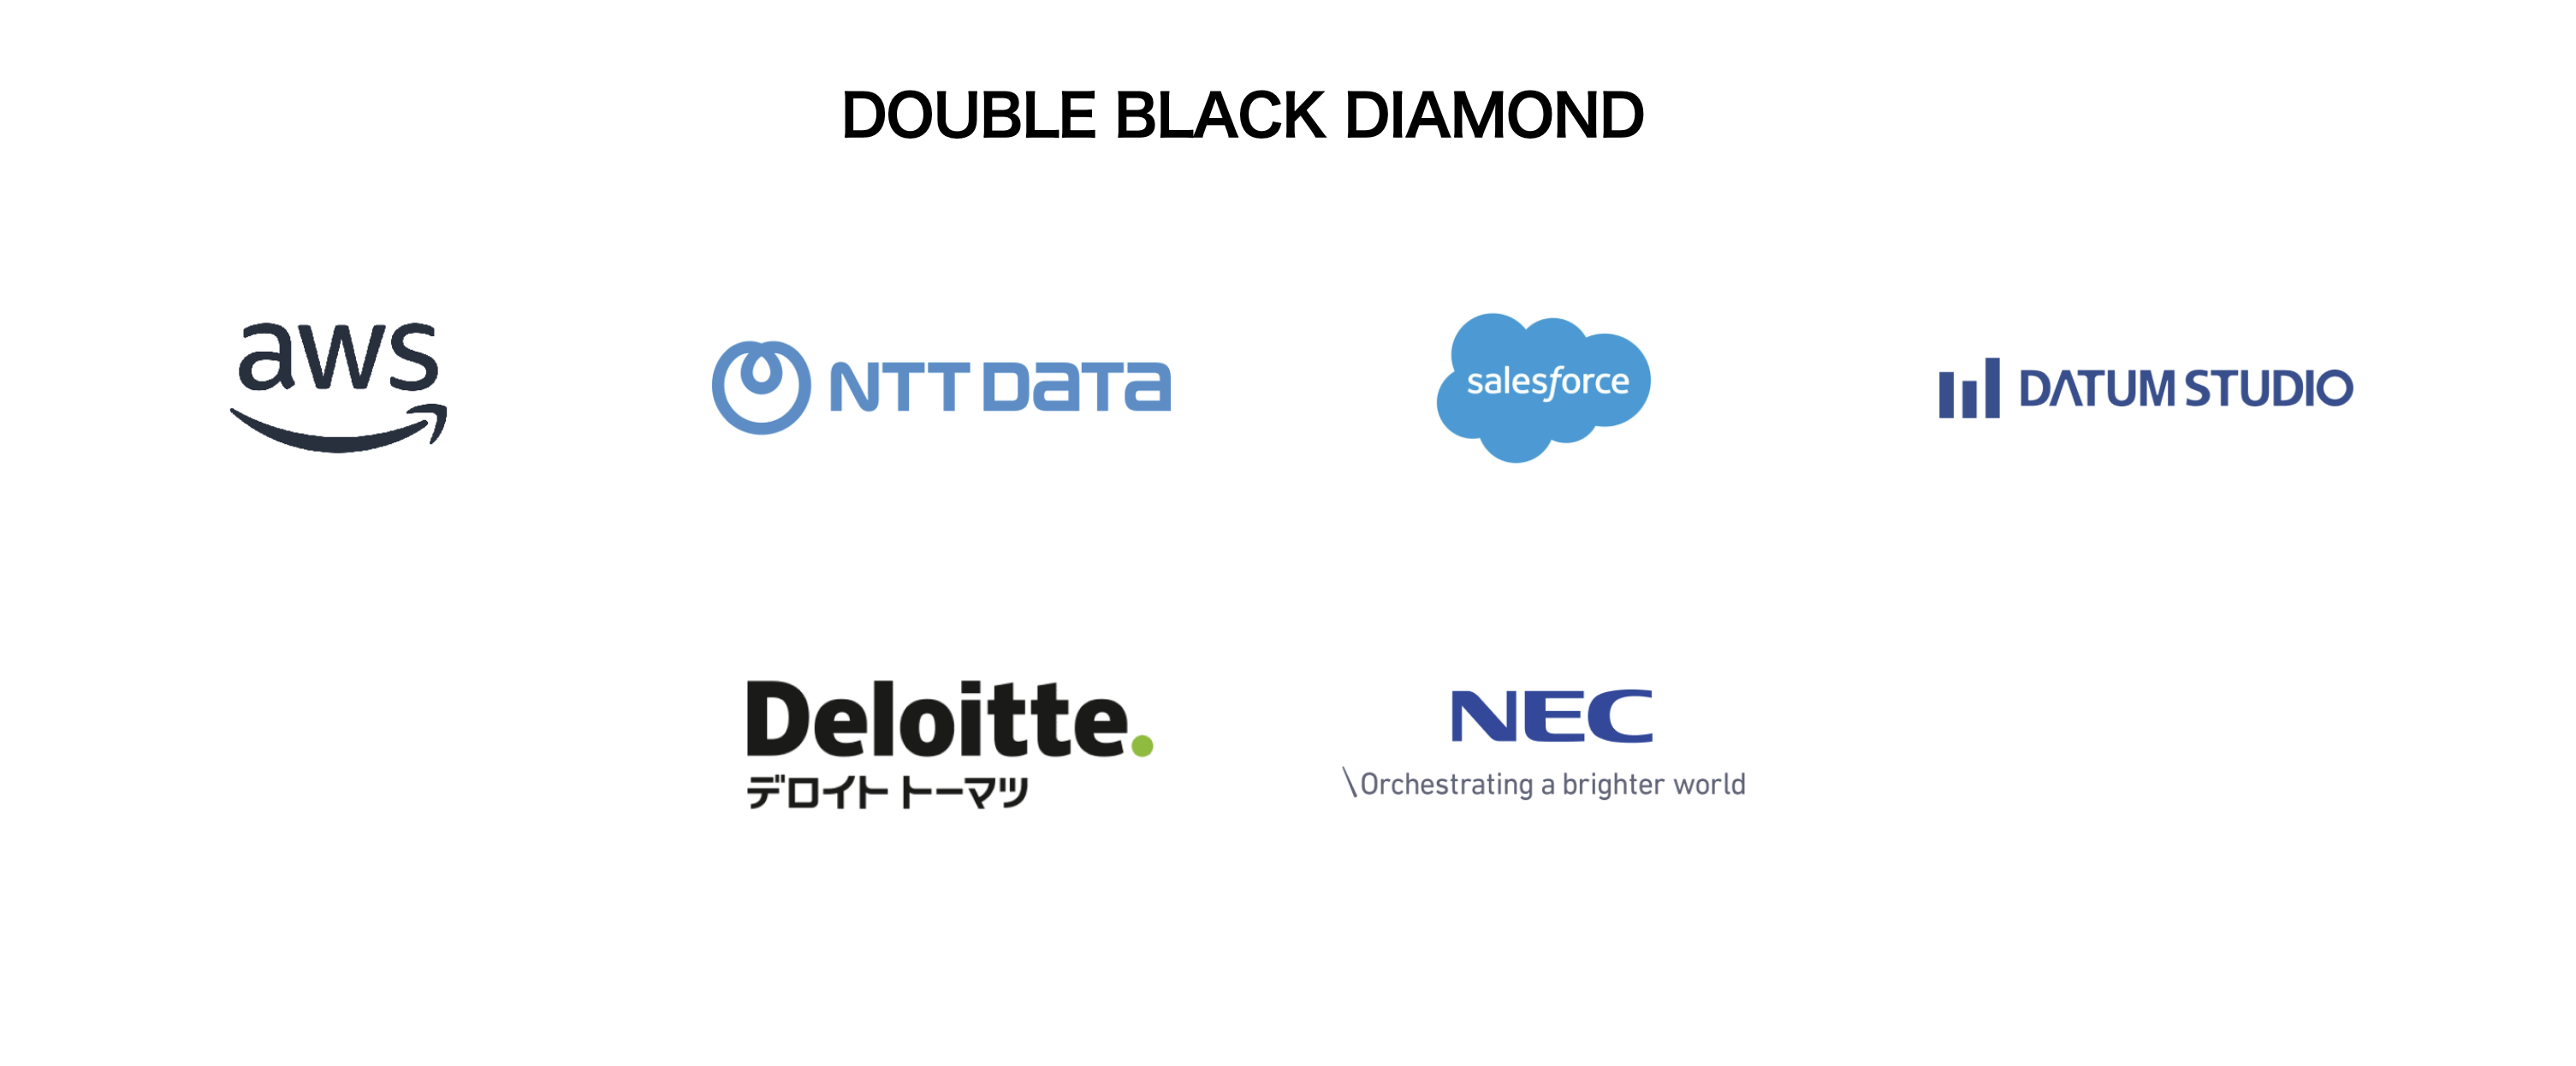 DOUBLE BLACK DIAMOND
aws
NTT DATA
salesforce
DATUM STUDIO
Deloitte.
デロイト トーマツ
NEC
\Orchestrating a brighter world